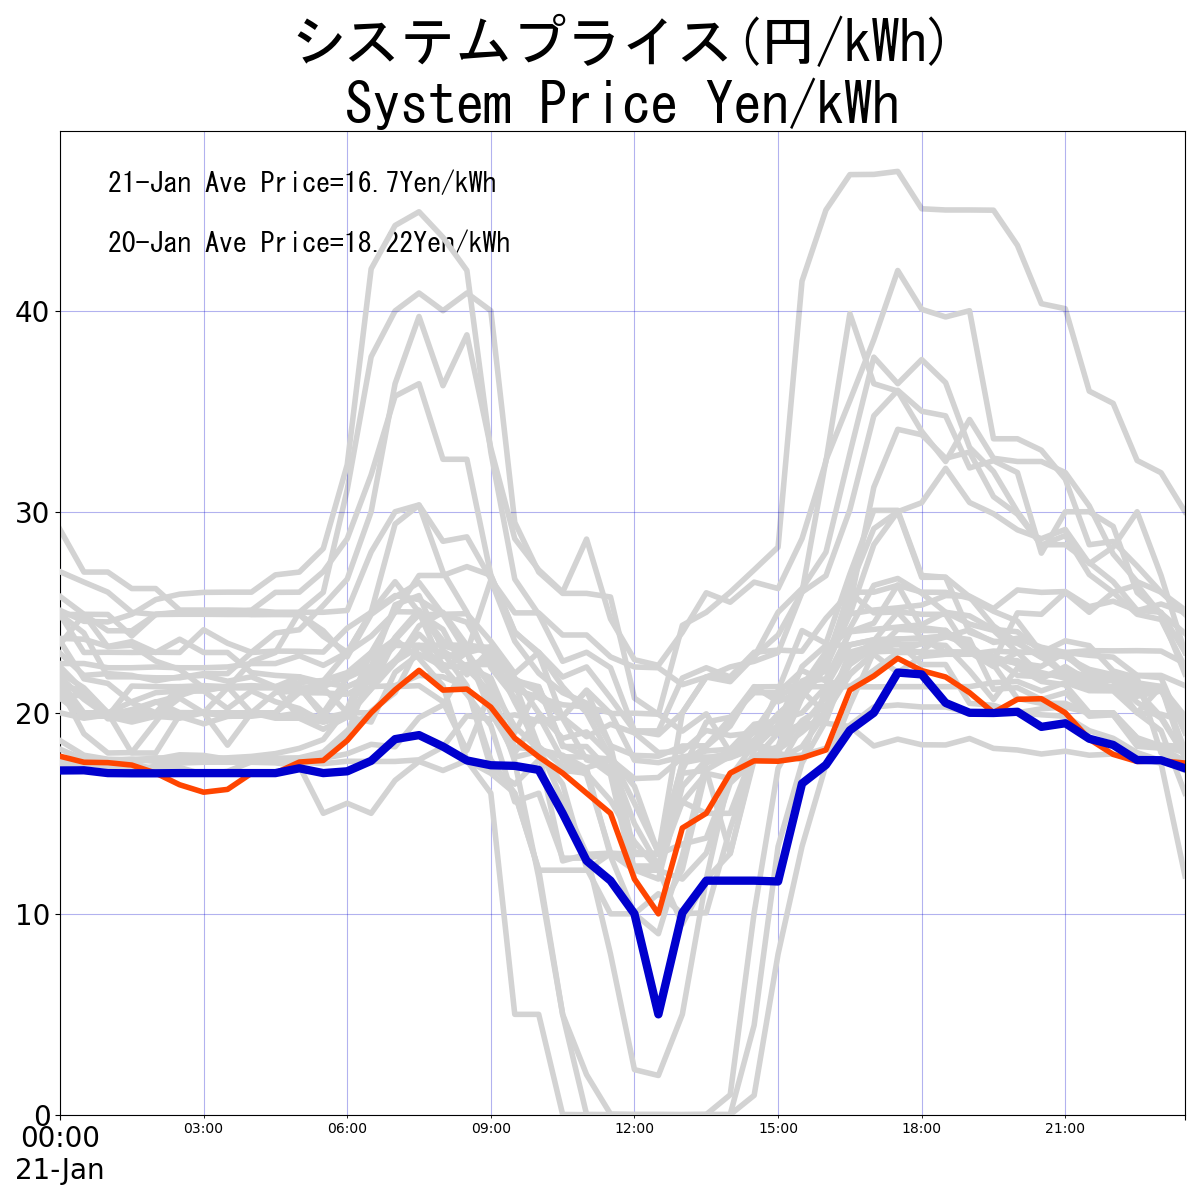 システムプライス(円/kWh)
System Price Yen/kWh
21-Jan Ave Price=16.7Yen/kWh
20-Jan Ave Price=18.22Yen/kWh
40
30
20
10
0
00:00 03:00 06:00 09:00 12:00 15:00 18:00 21:00
21-Jan